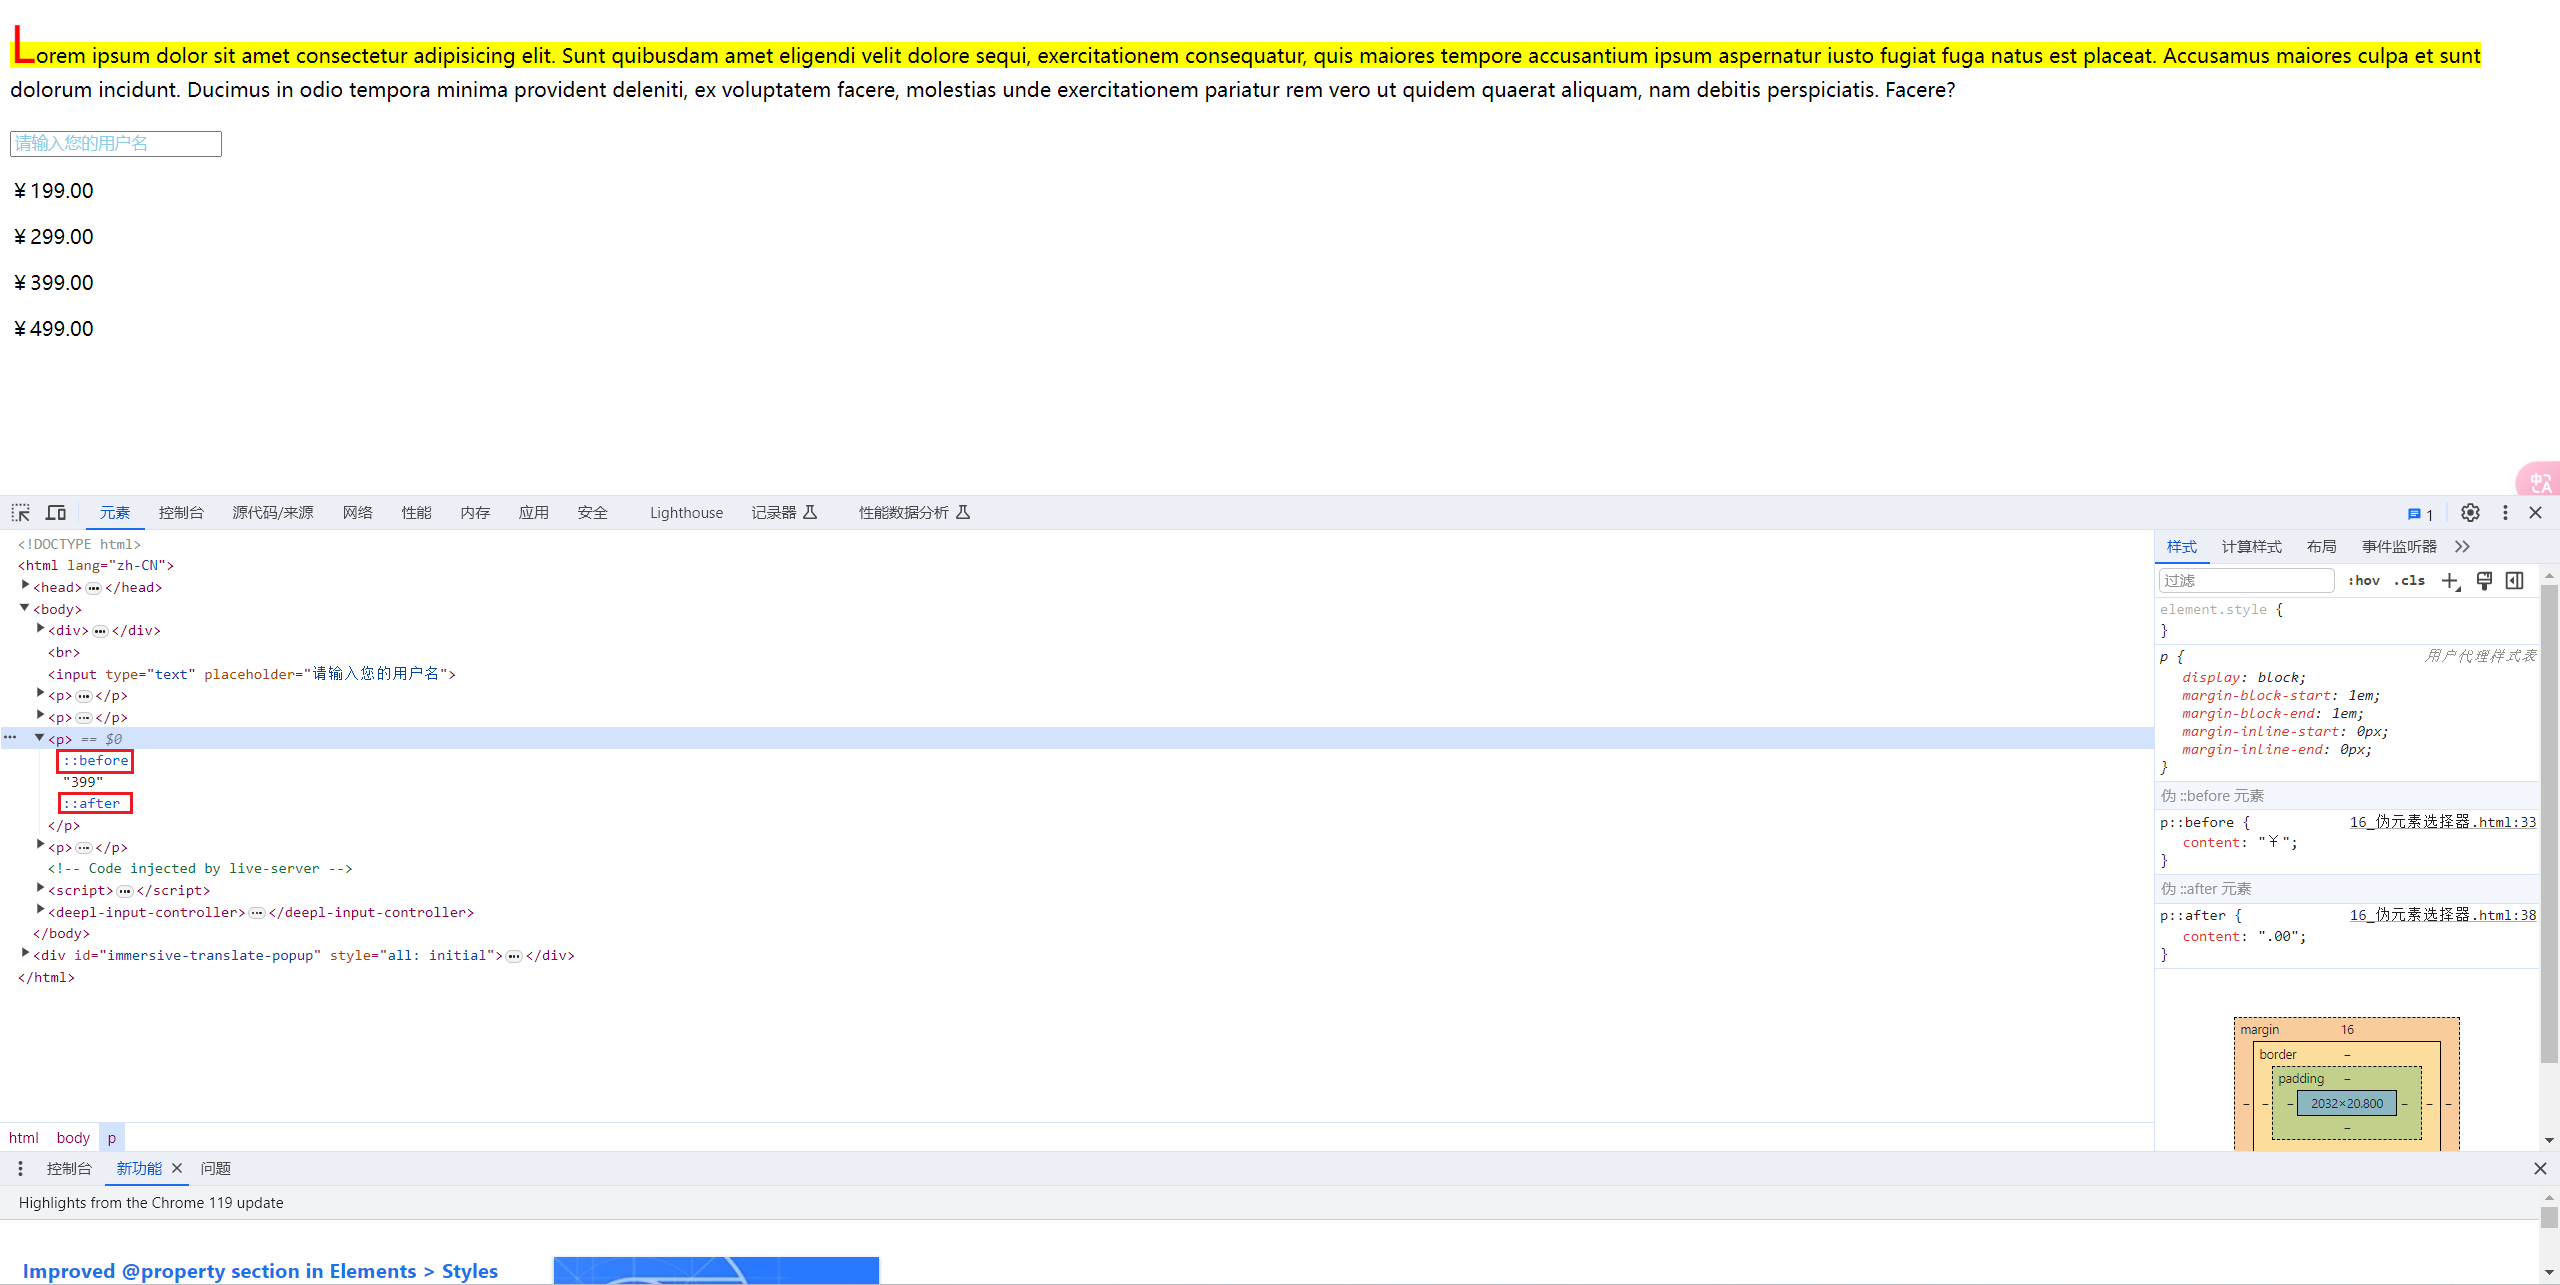 Lorem ipsum dolor sit amet consectetur adipisicing elit. Sunt quibusdam amet eligendi velit dolore sequi, exercitationem consequatur, quis maiores tempore accusantium ipsum aspernatur iusto fugiat fuga natus est placeat. Accusamus maiores culpa et sunt
dolorum incidunt. Ducimus in odio tempora minima provident deleniti, ex voluptatem facere, molestias unde exercitationem pariatur rem vero ut quidem quaerat aliquam, nam debitis perspiciatis. Facere?
请输入您的用户名
￥199.00
￥299.00
￥399.00
￥499.00
中A
元素 控制台 源代码/来源 网络 性能 内存 应用 安全 Lighthouse 记录器 性能数据分析 1
<!DOCTYPE html>
<html lang="zh-CN">
<head>…</head>
<body>
<div>…</div>
<br>
<input type="text" placeholder="请输入您的用户名">
<p>…</p>
<p>…</p>
… <p> == $0
::before
"399"
::after
</p>
<p>…</p>
<!-- Code injected by live-server -->
<script>…</script>
<deepl-input-controller>…</deepl-input-controller>
</body>
<div id="immersive-translate-popup" style="all: initial">…</div>
</html>
html body p
样式 计算样式 布局 事件监听器
过滤 :hov .cls
element.style {
}
p { 用户代理样式表
display: block;
margin-block-start: 1em;
margin-block-end: 1em;
margin-inline-start: 0px;
margin-inline-end: 0px;
}
伪 ::before 元素
p::before { 16_伪元素选择器.html:33
content: "￥";
}
伪 ::after 元素
p::after { 16_伪元素选择器.html:38
content: ".00";
}
margin 16
border –
padding –
– – – 2032×20.800 – – –
–
控制台 新功能 问题
Highlights from the Chrome 119 update
Improved @property section in Elements > Styles